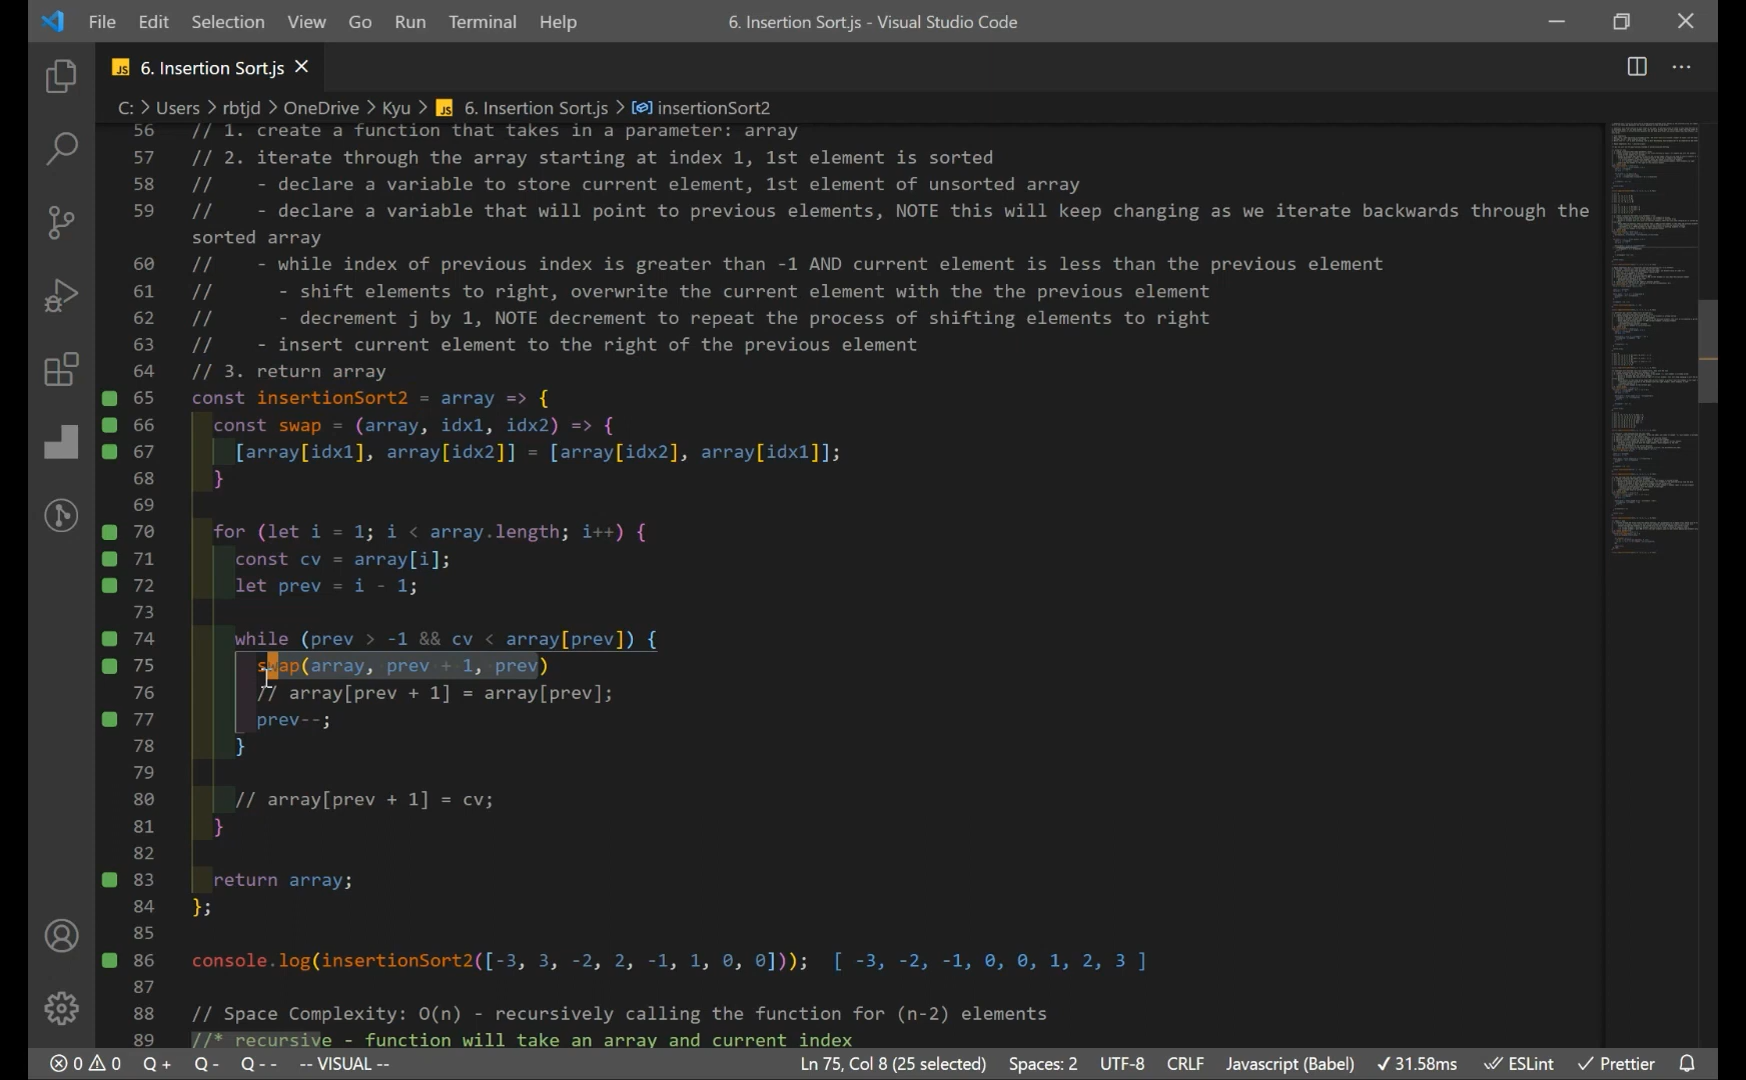 File Edit Selection View Go Run Terminal Help 6. Insertion Sort.js - Visual Studio Code
JS 6. Insertion Sort.js
C: > Users > rbtjd > OneDrive > Kyu > JS 6. Insertion Sort.js > insertionSort2
56 // 1. create a function that takes in a parameter: array
57 // 2. iterate through the array starting at index 1, 1st element is sorted
58 //    - declare a variable to store current element, 1st element of unsorted array
59 //    - declare a variable that will point to previous elements, NOTE this will keep changing as we iterate backwards through the
sorted array
60 //    - while index of previous index is greater than -1 AND current element is less than the previous element
61 //      - shift elements to right, overwrite the current element with the the previous element
62 //      - decrement j by 1, NOTE decrement to repeat the process of shifting elements to right
63 //    - insert current element to the right of the previous element
64 // 3. return array
65 const insertionSort2 = array => {
66   const swap = (array, idx1, idx2) => {
67     [array[idx1], array[idx2]] = [array[idx2], array[idx1]];
68   }
69
70   for (let i = 1; i < array.length; i++) {
71     const cv = array[i];
72     let prev = i - 1;
73
74     while (prev > -1 && cv < array[prev]) {
75       swap(array, prev + 1, prev)
76       // array[prev + 1] = array[prev];
77       prev--;
78     }
79
80     // array[prev + 1] = cv;
81   }
82
83   return array;
84 };
85
86 console.log(insertionSort2([-3, 3, -2, 2, -1, 1, 0, 0])); [ -3, -2, -1, 0, 0, 1, 2, 3 ]
87
88 // Space Complexity: O(n) - recursively calling the function for (n-2) elements
89 //* recursive - function will take an array and current index
0 0 Q + Q - Q - - -- VISUAL -- Ln 75, Col 8 (25 selected) Spaces: 2 UTF-8 CRLF Javascript (Babel) ✓ 31.58ms ESLint ✓ Prettier